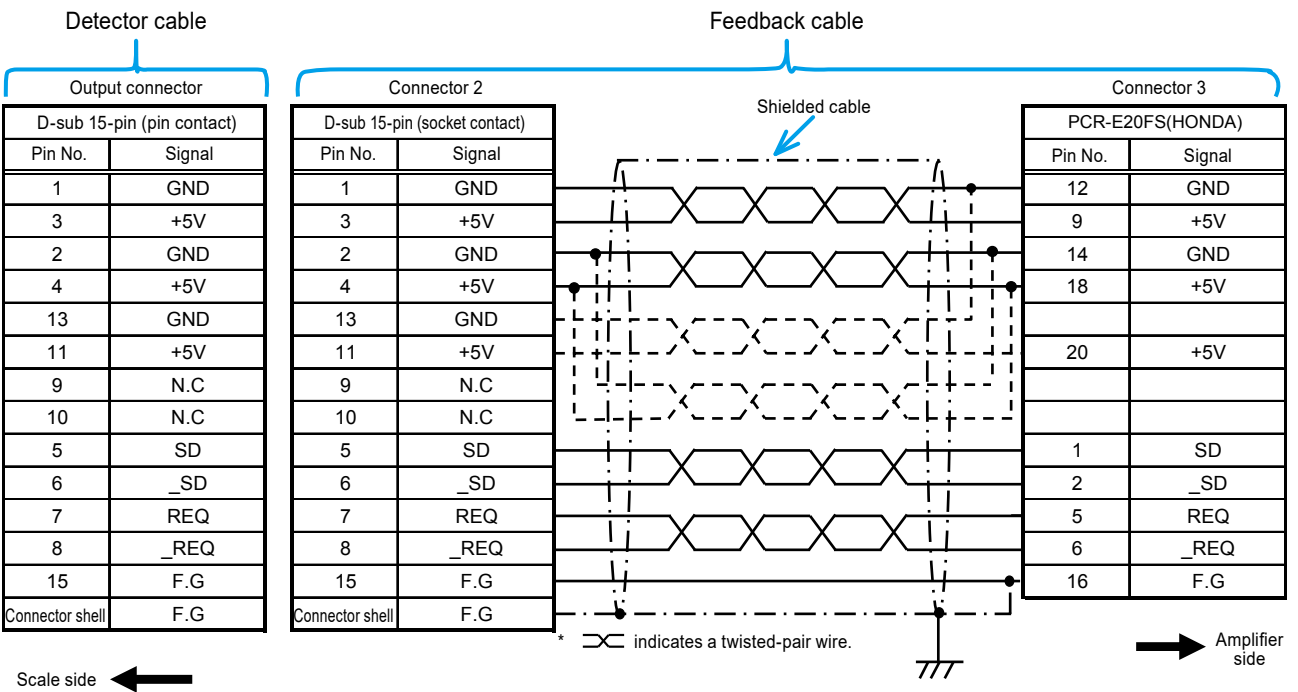 Detector cable Feedback cable
Output connector Connector 2 Connector 3
Shielded cable
D-sub 15-pin (pin contact) D-sub 15-pin (socket contact) PCR-E20FS(HONDA)
Pin No. Signal Pin No. Signal Pin No. Signal
1 GND 1 GND 12 GND
3 +5V 3 +5V 9 +5V
2 GND 2 GND 14 GND
4 +5V 4 +5V 18 +5V
13 GND 13 GND
11 +5V 11 +5V 20 +5V
9 N.C 9 N.C
10 N.C 10 N.C
5 SD 5 SD 1 SD
6 _SD 6 _SD 2 _SD
7 REQ 7 REQ 5 REQ
8 _REQ 8 _REQ 6 _REQ
15 F.G 15 F.G 16 F.G
Connector shell F.G Connector shell F.G
* indicates a twisted-pair wire.
Amplifier
side
Scale side